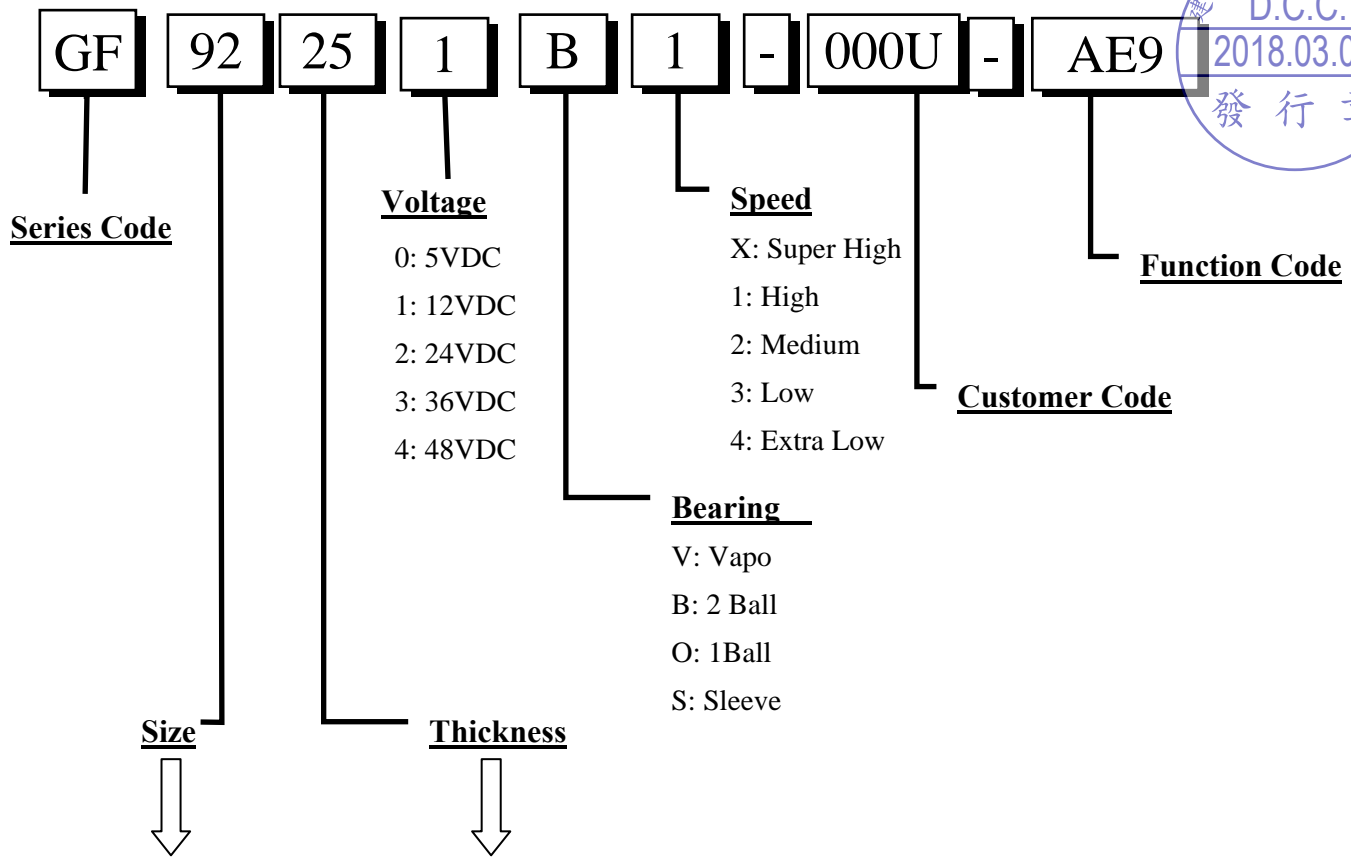 GF 92 25 1 B 1 - 000U - AE9
D.C.C.
2018.03.0
發行
Series Code
Voltage
0: 5VDC
1: 12VDC
2: 24VDC
3: 36VDC
4: 48VDC
Speed
X: Super High
1: High
2: Medium
3: Low
4: Extra Low
Function Code
Customer Code
Bearing
V: Vapo
B: 2 Ball
O: 1Ball
S: Sleeve
Size
Thickness